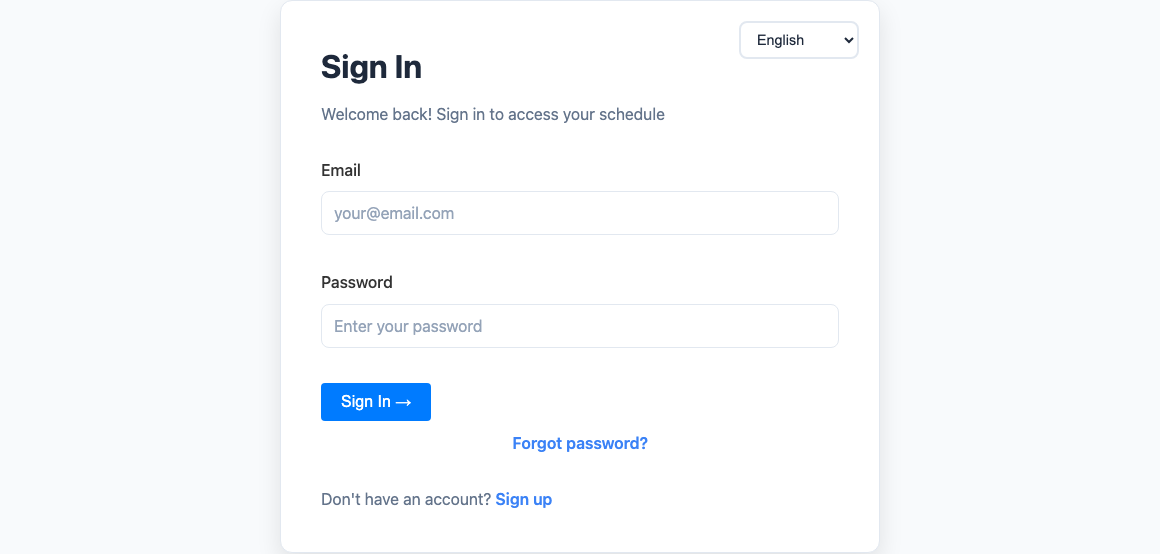 English
Sign In
Welcome back! Sign in to access your schedule
Email
your@email.com
Password
Enter your password
Sign In →
Forgot password?
Don't have an account? Sign up